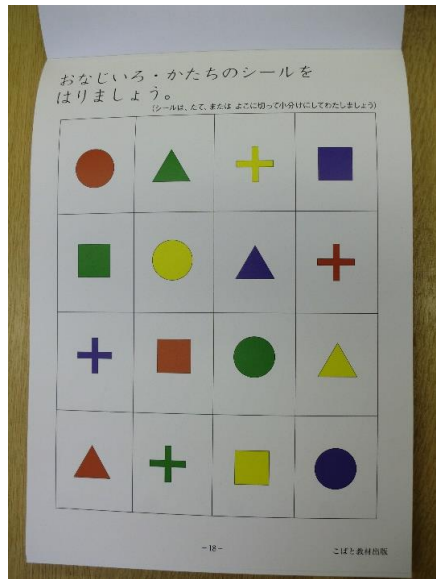 おなじいろ・かたちのシールを
はりましょう。
(シールは、たて、または よこに切って小分けにしてわたしましょう)
-18-
こばと教材出版